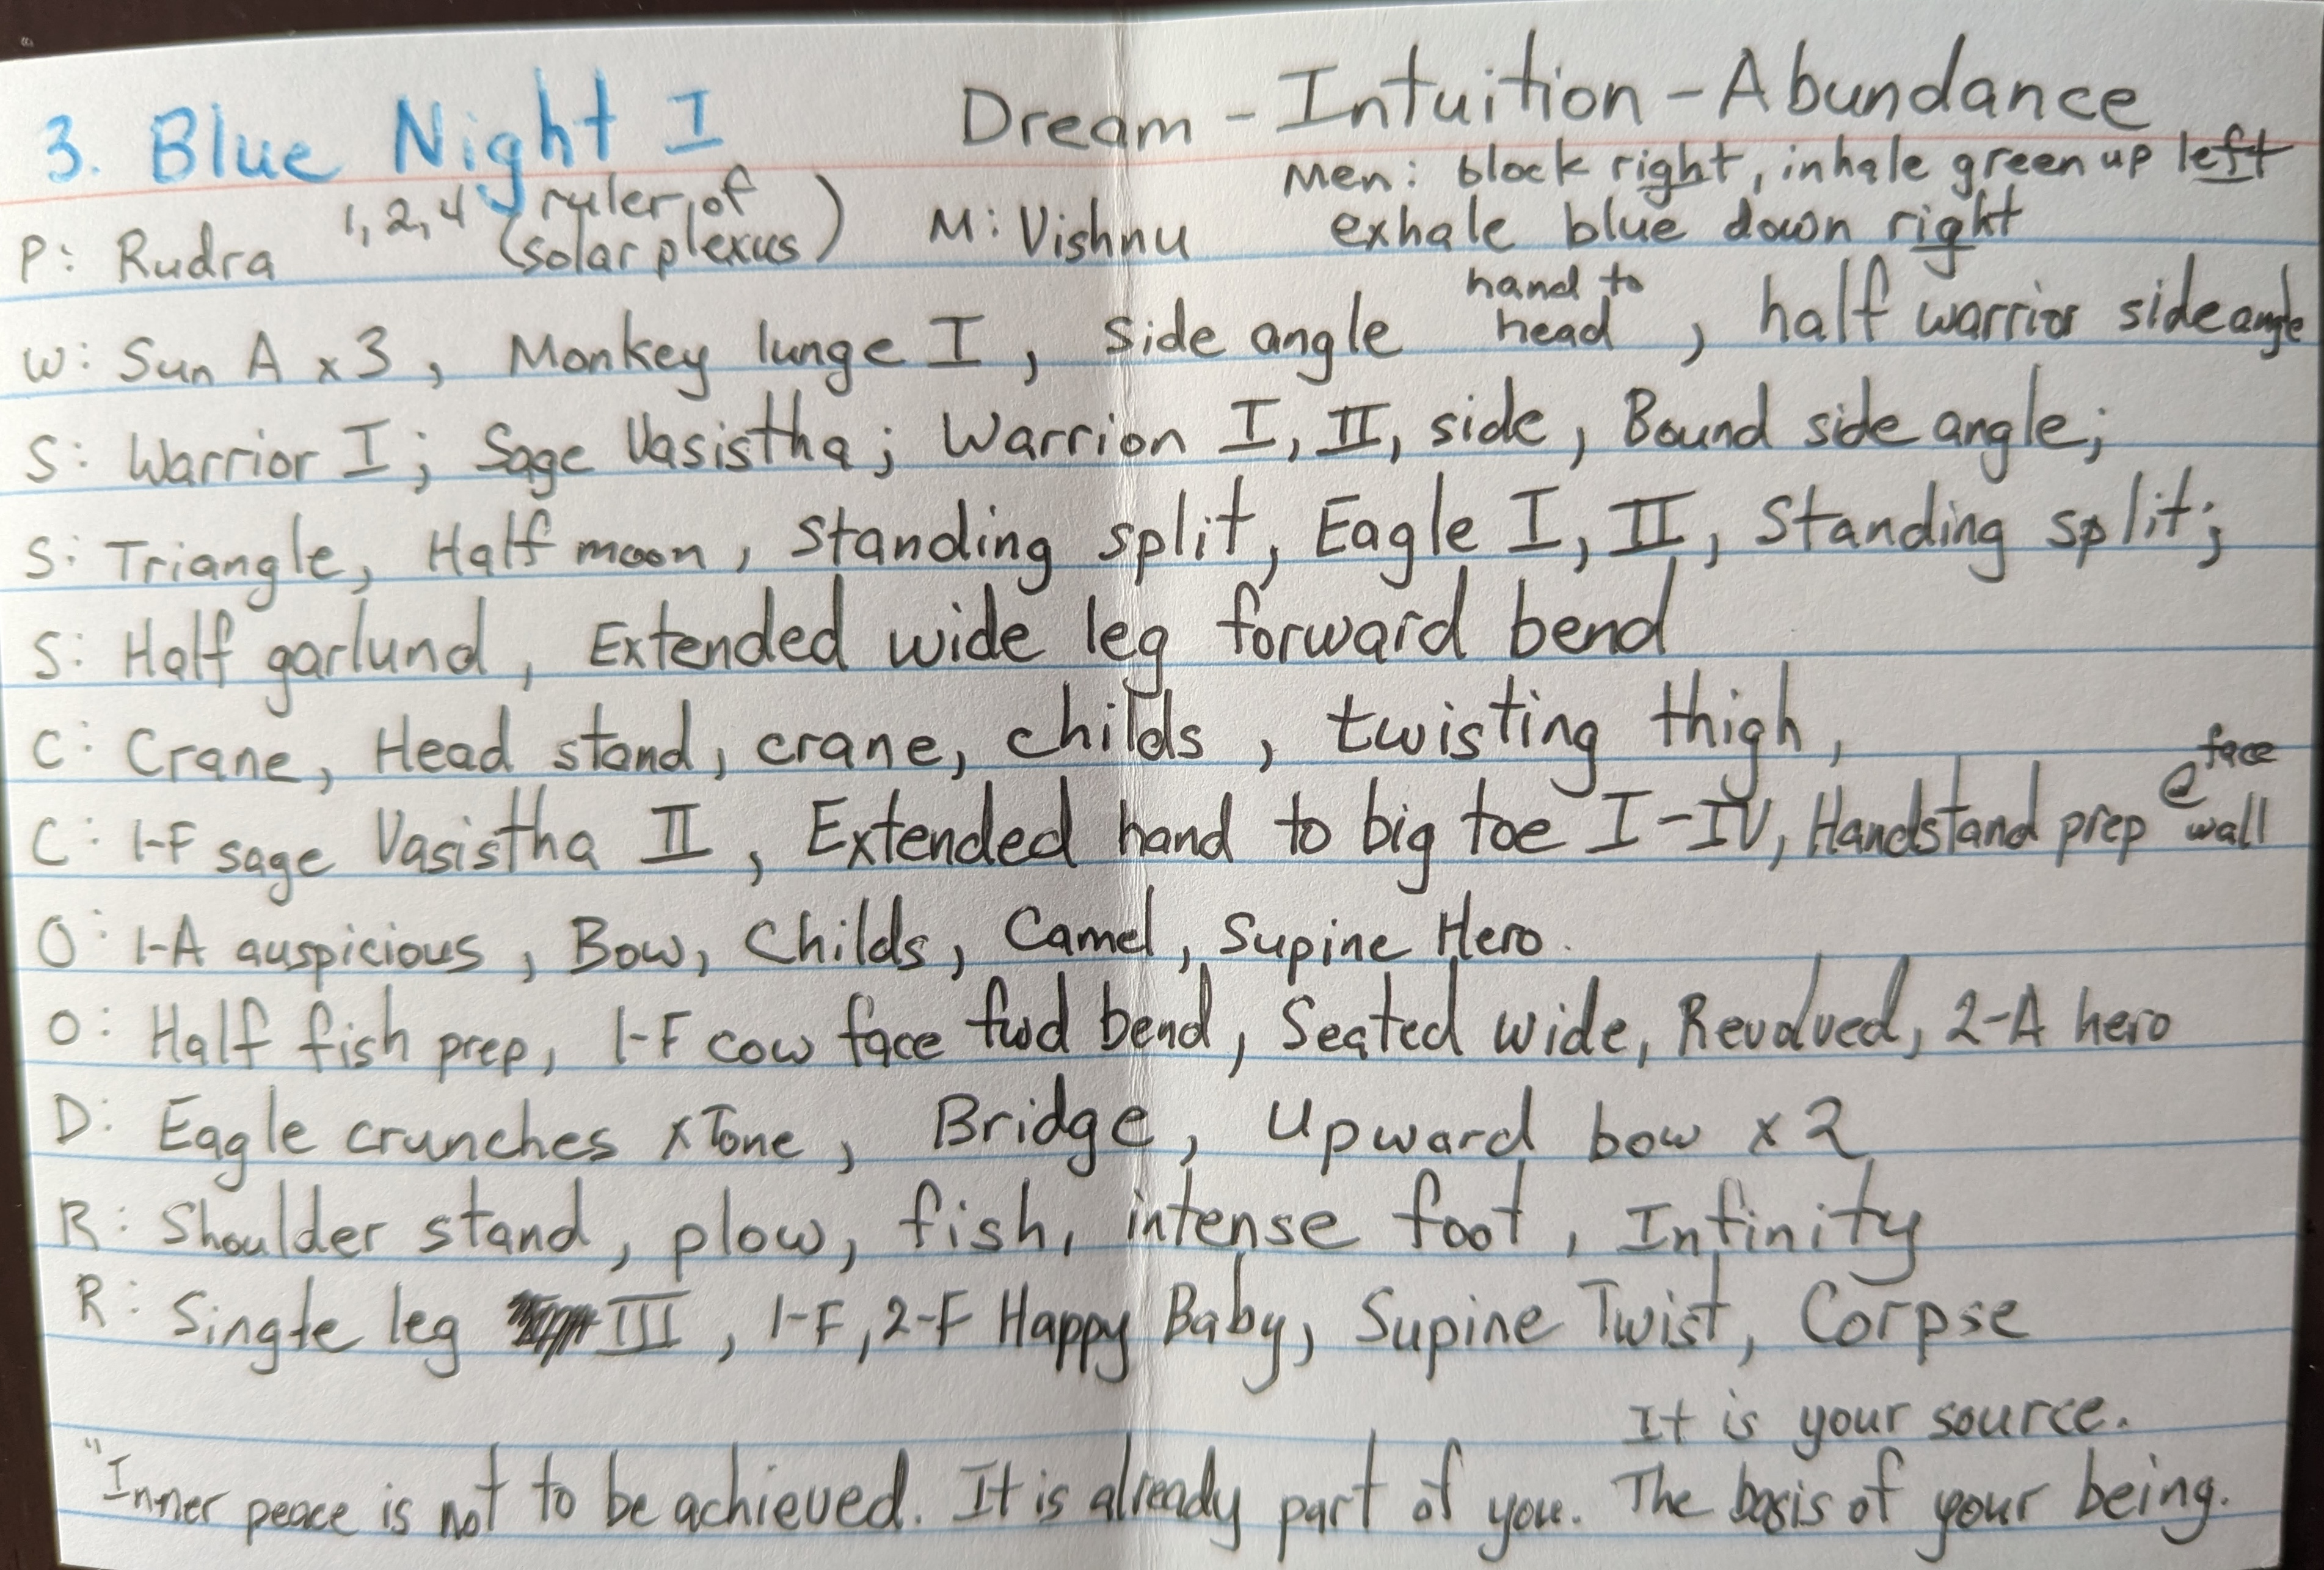 3. Blue Night I Dream - Intuition - Abundance
Men: block right, inhale green up left
P: Rudra 1, 2, 4 (ruler of solar plexus) M: Vishnu exhale blue down right
W: Sun A x 3, Monkey lunge I, side angle hand to head, half warrior side angle
S: Warrior I; Sage Vasistha; Warrion I, II, side, Bound side angle;
S: Triangle, Half moon, standing split, Eagle I, II, Standing split;
S: Half garlund, Extended wide leg forward bend
C: Crane, Head stand, crane, childs, twisting thigh,
C: 1-F sage Vasistha II, Extended hand to big toe I-IV, Handstand prep @ face wall
O: 1-A auspicious, Bow, Childs, Camel, Supine Hero.
O: Half fish prep, 1-F cow face fwd bend, Seated wide, Revolved, 2-A hero
D: Eagle crunches x Tone, Bridge, Upward bow x 2
R: Shoulder stand, plow, fish, intense foot, Infinity
R: Single leg III, 1-F, 2-F Happy Baby, Supine Twist, Corpse
It is your source.
"Inner peace is not to be achieved. It is already part of you. The basis of your being.